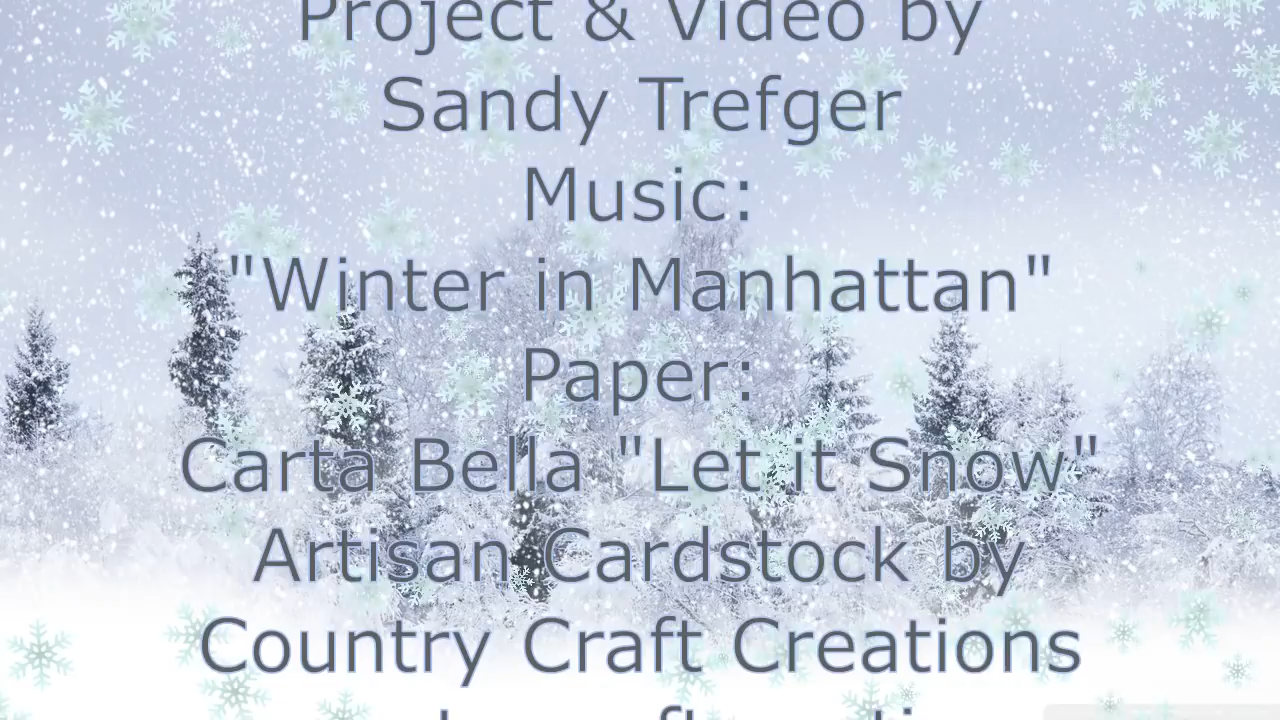 Project & Video by
Sandy Trefger
Music:
"Winter in Manhattan"
Paper:
Carta Bella "Let it Snow"
Artisan Cardstock by
Country Craft Creations